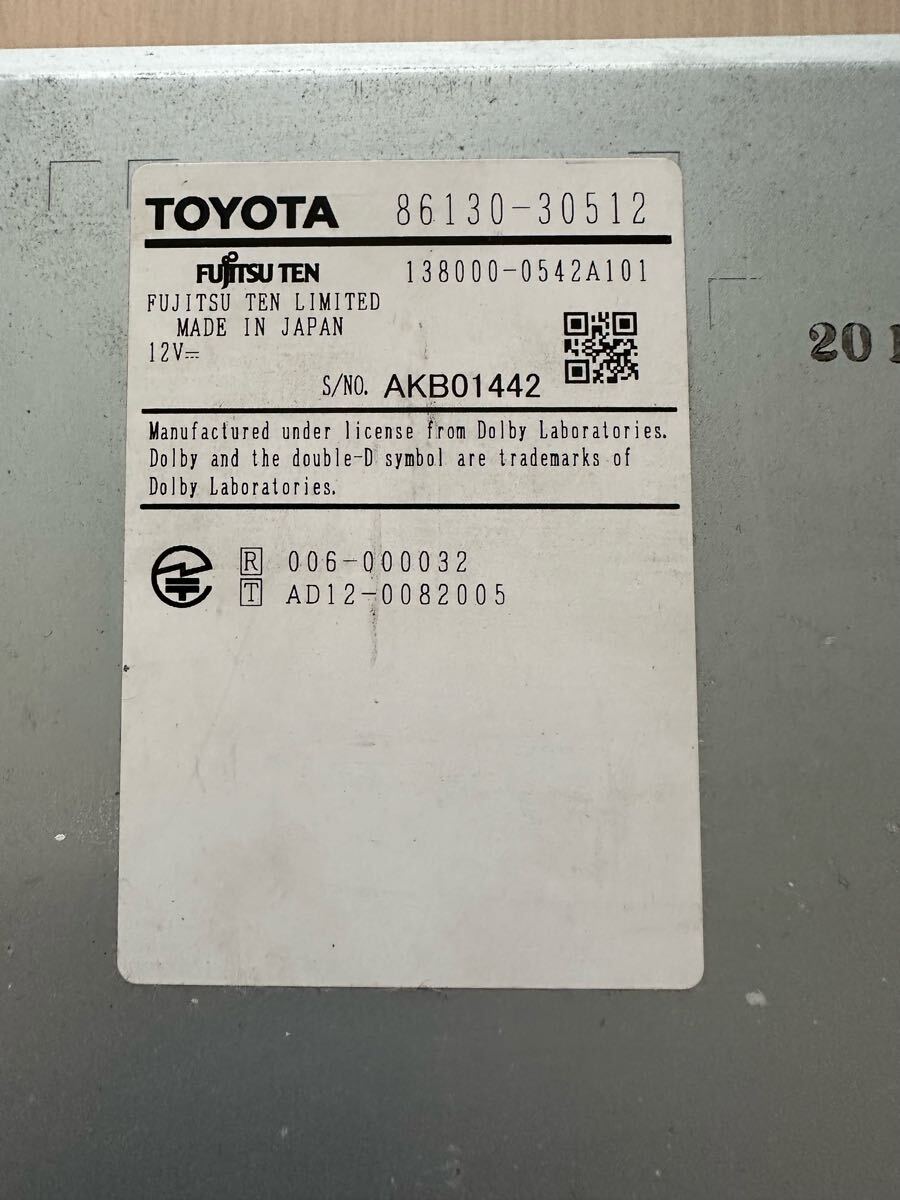 TOYOTA 86130-30512
FUJITSU TEN 138000-0542A101
FUJITSU TEN LIMITED
MADE IN JAPAN
12V⎓
S/NO. AKB01442
Manufactured under license from Dolby Laboratories.
Dolby and the double-D symbol are trademarks of
Dolby Laboratories.
R 006-000032
T AD12-0082005
20